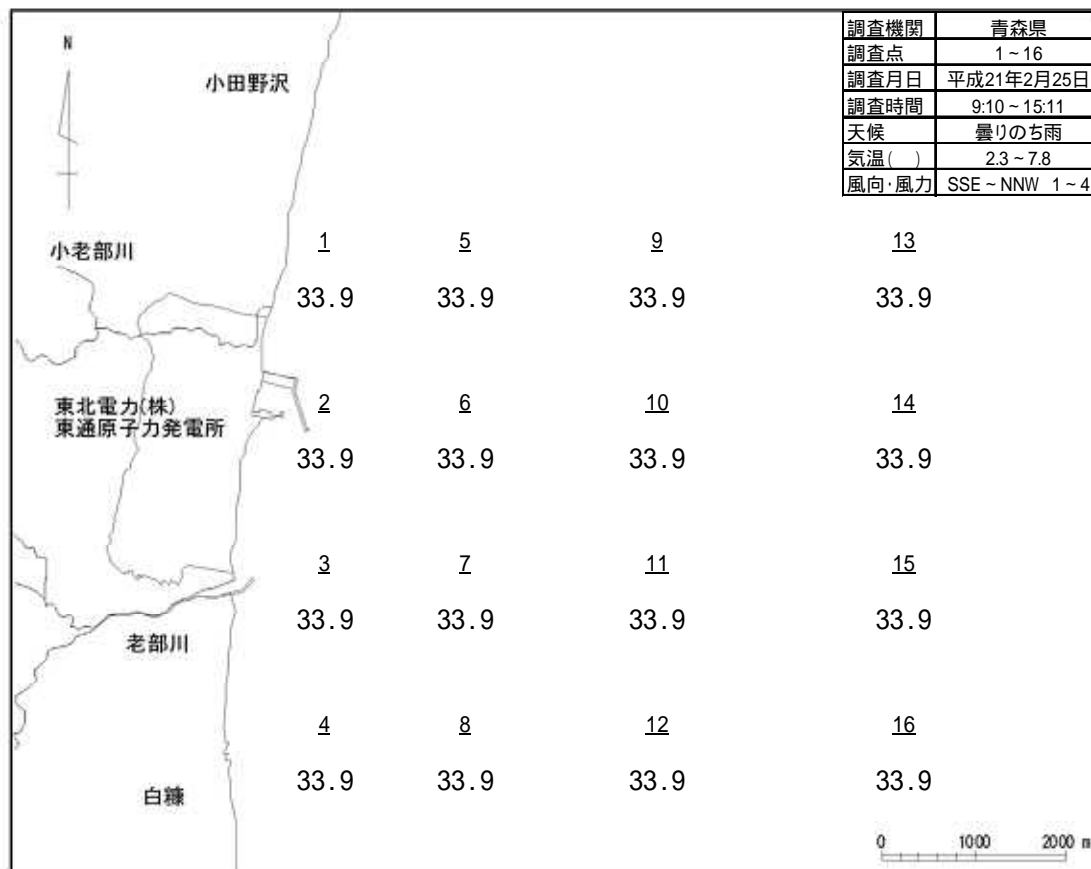 調査機関 青森県
調査点 1~16
調査月日 平成21年2月25日
調査時間 9:10~15:11
天候 曇りのち雨
気温( ) 2.3~7.8
風向・風力 SSE~NNW 1~4
N
小田野沢
小老部川
1 5 9 13
33.9 33.9 33.9 33.9
東北電力(株)
東通原子力発電所
2 6 10 14
33.9 33.9 33.9 33.9
3 7 11 15
33.9 33.9 33.9 33.9
老部川
4 8 12 16
33.9 33.9 33.9 33.9
白糠
0 1000 2000 m